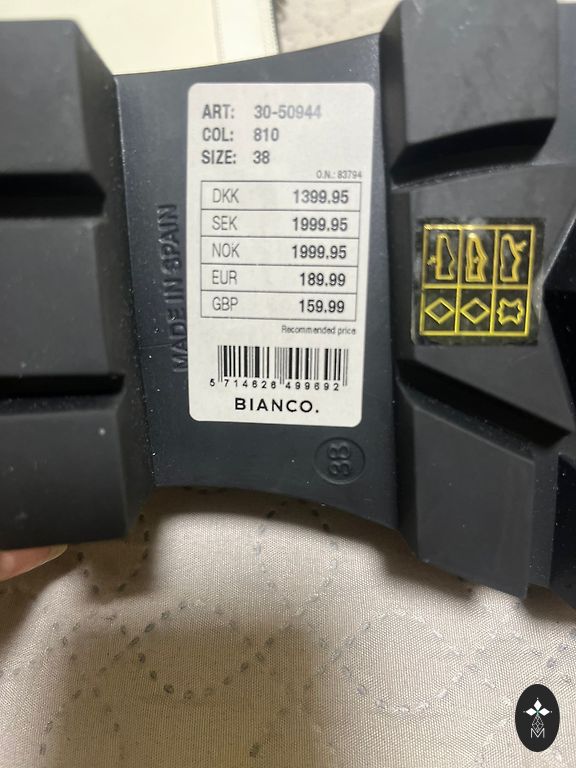 ART: 30-50944
COL: 810
SIZE: 38
O.N.: 83794
DKK 1399.95
SEK 1999.95
NOK 1999.95
EUR 189.99
GBP 159.99
Recommended price
5 714626 499692
BIANCO.
MADE IN SPAIN
38
M